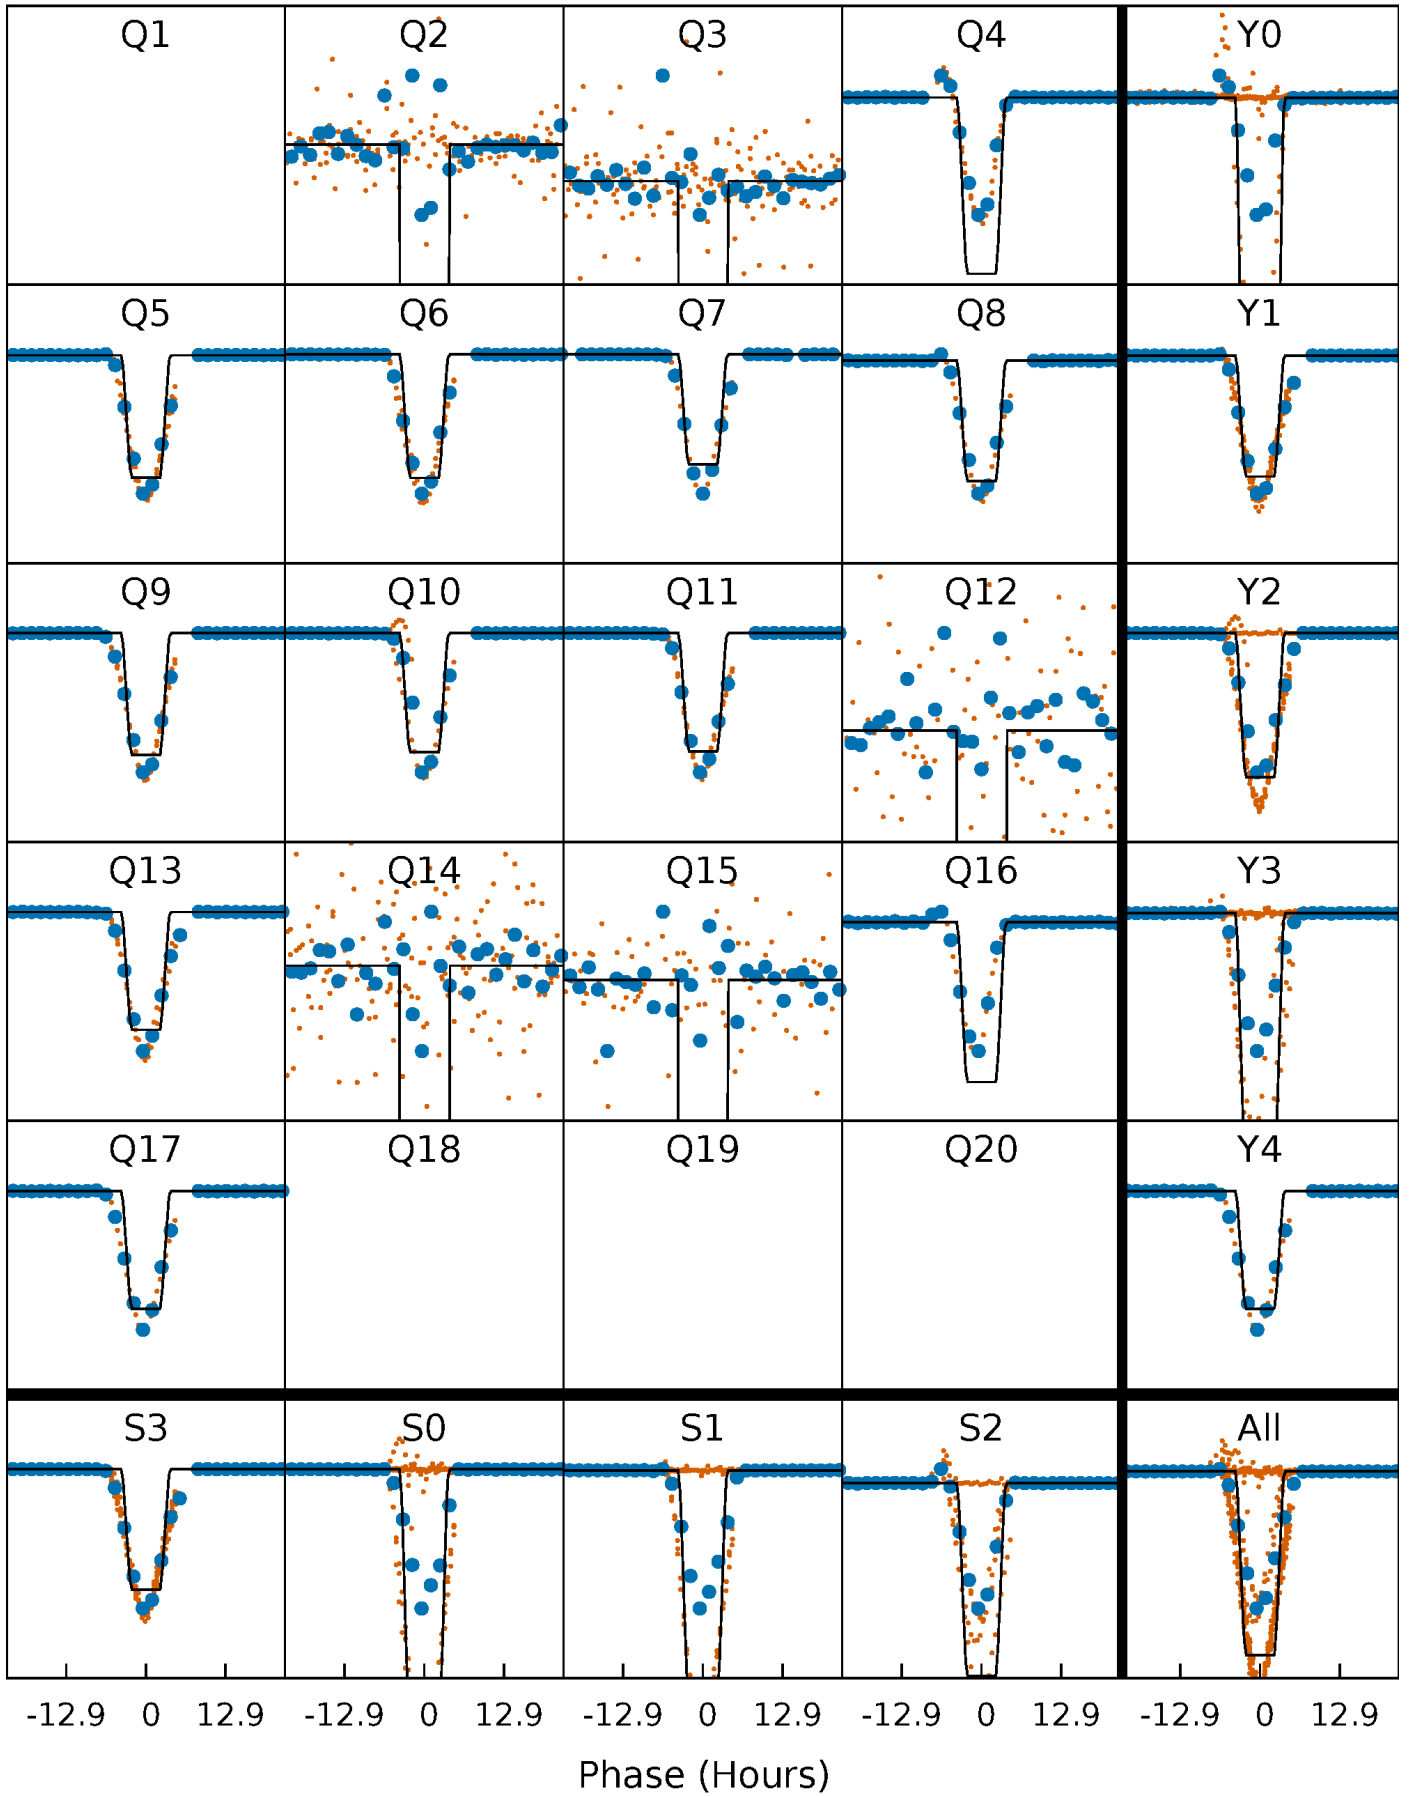 Q1 Q2 Q3 Q4 Y0
Q5 Q6 Q7 Q8 Y1
Q9 Q10 Q11 Q12 Y2
Q13 Q14 Q15 Q16 Y3
Q17 Q18 Q19 Q20 Y4
S3 S0 S1 S2 All
-12.9 0 12.9 -12.9 0 12.9 -12.9 0 12.9 -12.9 0 12.9 -12.9 0 12.9
Phase (Hours)